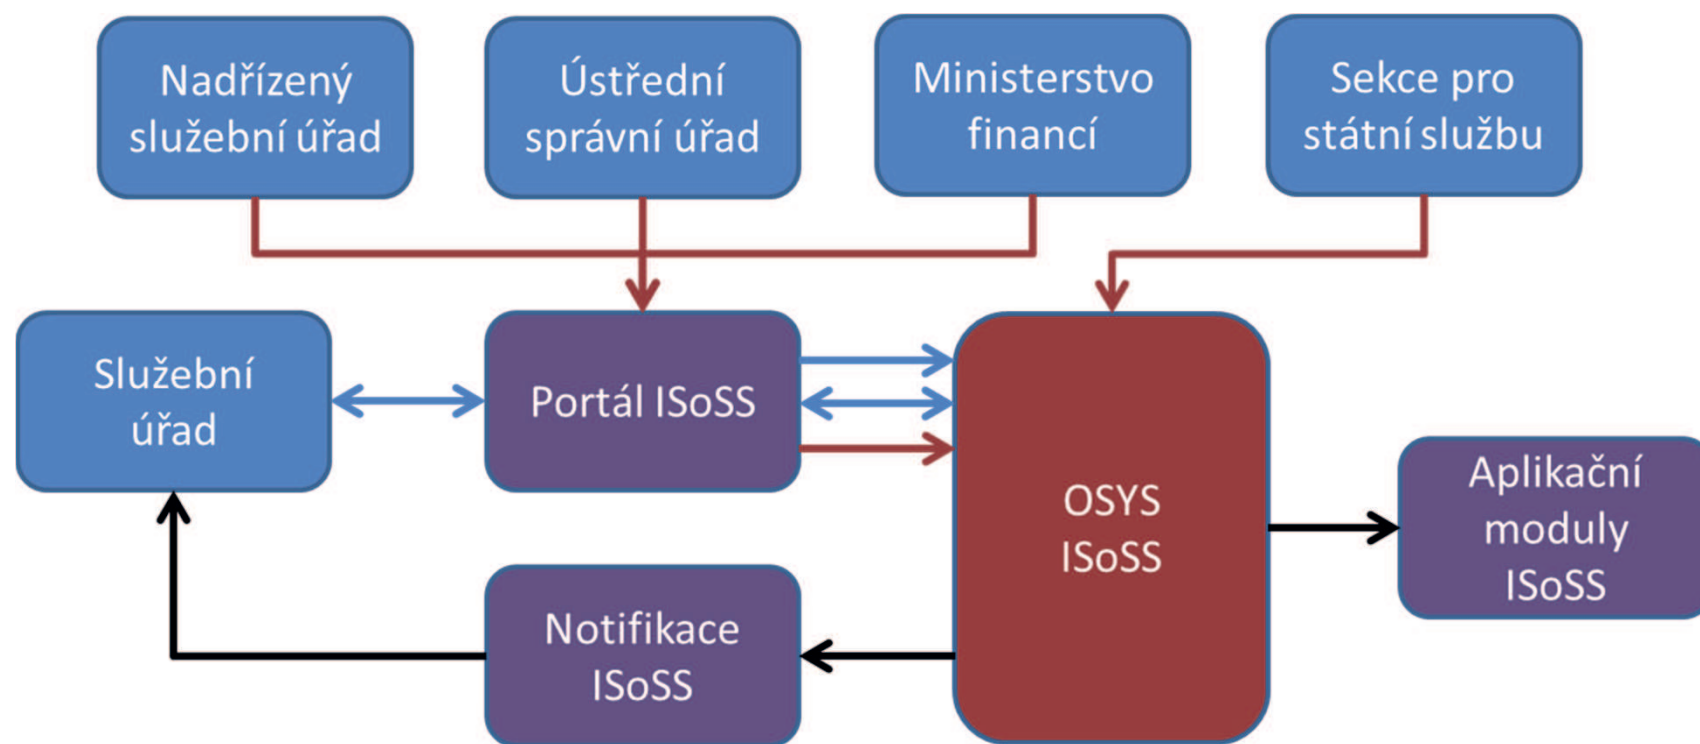 Nadřízený
služební úřad
Ústřední
správní úřad
Ministerstvo
financí
Sekce pro
státní službu
Služební
úřad
Portál ISoSS
OSYS
ISoSS
Aplikační
moduly
ISoSS
Notifikace
ISoSS